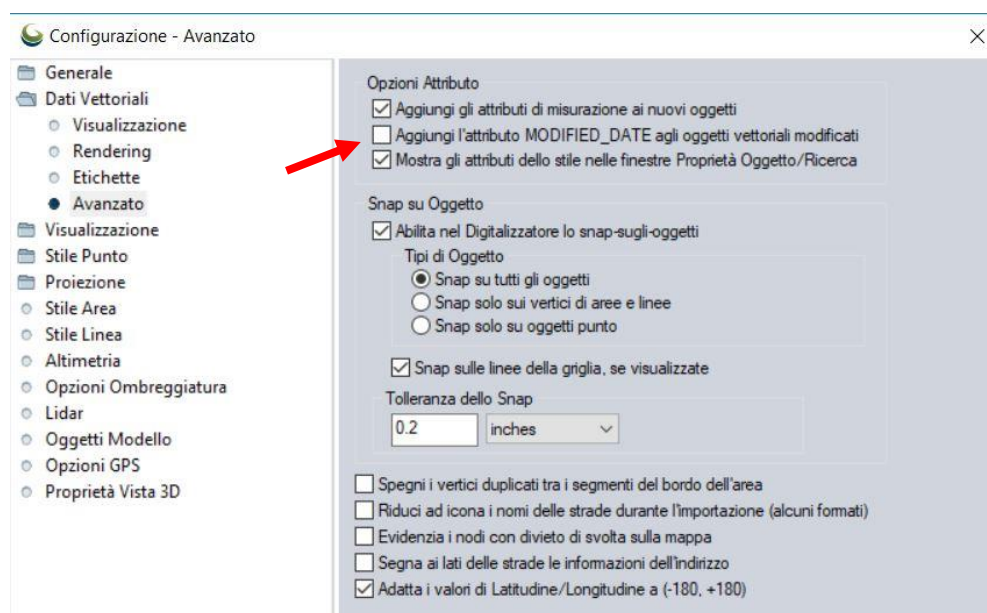 Configurazione - Avanzato
Generale
Dati Vettoriali
Visualizzazione
Rendering
Etichette
Avanzato
Visualizzazione
Stile Punto
Proiezione
Stile Area
Stile Linea
Altimetria
Opzioni Ombreggiatura
Lidar
Oggetti Modello
Opzioni GPS
Proprietà Vista 3D
Opzioni Attributo
Aggiungi gli attributi di misurazione ai nuovi oggetti
Aggiungi l'attributo MODIFIED_DATE agli oggetti vettoriali modificati
Mostra gli attributi dello stile nelle finestre Proprietà Oggetto/Ricerca
Snap su Oggetto
Abilita nel Digitalizzatore lo snap-sugli-oggetti
Tipi di Oggetto
Snap su tutti gli oggetti
Snap solo sui vertici di aree e linee
Snap solo su oggetti punto
Snap sulle linee della griglia, se visualizzate
Tolleranza dello Snap
0.2 inches
Spegni i vertici duplicati tra i segmenti del bordo dell'area
Riduci ad icona i nomi delle strade durante l'importazione (alcuni formati)
Evidenzia i nodi con divieto di svolta sulla mappa
Segna ai lati delle strade le informazioni dell'indirizzo
Adatta i valori di Latitudine/Longitudine a (-180, +180)